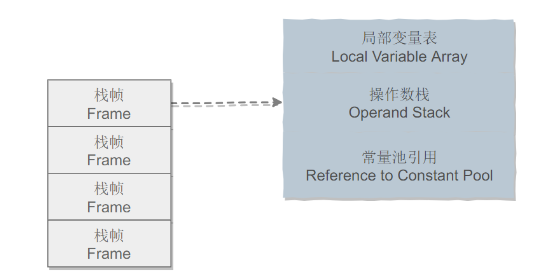 栈帧
Frame
栈帧
Frame
栈帧
Frame
栈帧
Frame
局部变量表
Local Variable Array
操作数栈
Operand Stack
常量池引用
Reference to Constant Pool